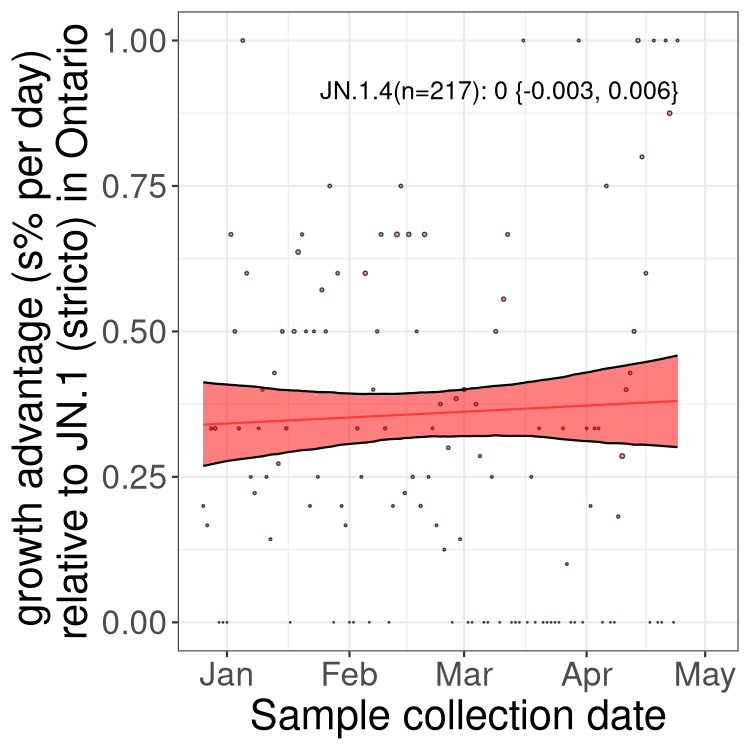 growth advantage (s% per day)
relative to JN.1 (stricto) in Ontario
1.00
0.75
0.50
0.25
0.00
JN.1.4(n=217): 0 {-0.003, 0.006}
Jan Feb Mar Apr May
Sample collection date